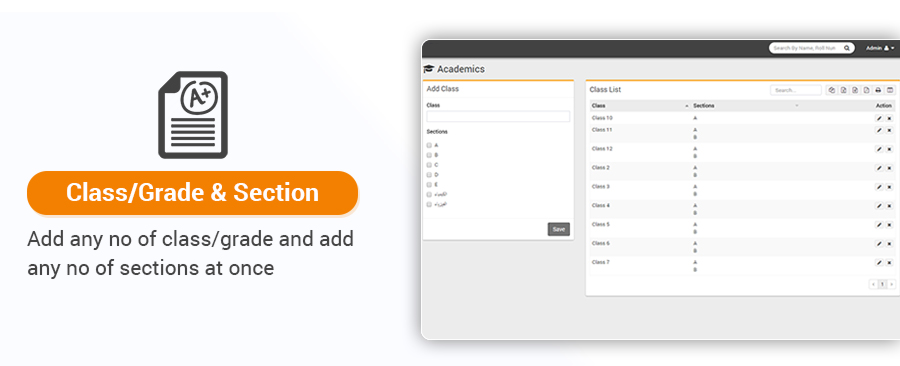 A+
Class/Grade & Section
Add any no of class/grade and add
any no of sections at once
Search By Name, Roll Num
Admin
Academics
Add Class
Class
Sections
A
B
C
D
E
الكيمياء
الفيزياء
Save
Class List
Search...
Class Sections Action
Class 10 A
Class 11 A
B
Class 12 A
B
Class 2 A
B
Class 3 A
B
Class 4 A
B
Class 5 A
B
Class 6 A
B
Class 7 A
B
1